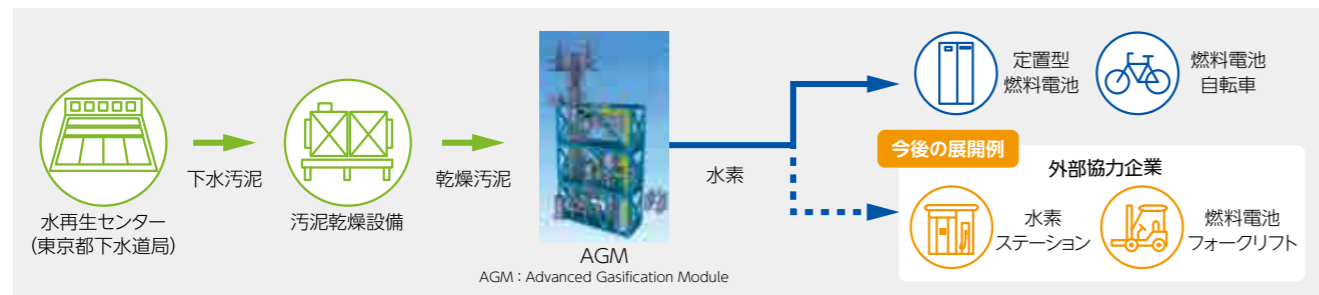 水再生センター
(東京都下水道局)
下水汚泥
汚泥乾燥設備
乾燥汚泥
AGM
AGM：Advanced Gasification Module
水素
定置型
燃料電池
燃料電池
自転車
今後の展開例
外部協力企業
水素
ステーション
燃料電池
フォークリフト